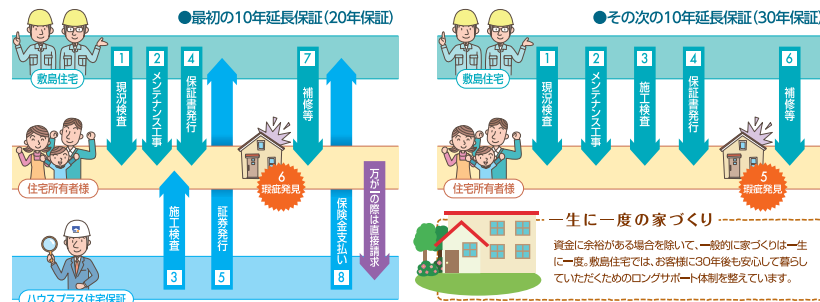 ●最初の10年延長保証(20年保証)
敷島住宅
1 現況検査
2 メンテナンス工事
4 保証書発行
7 補修等
住宅所有者様
6
瑕疵発見
施工検査 3
証券発行 5
保険金支払い 8
万が一の際は直接請求
ハウスプラス住宅保証
●その次の10年延長保証(30年保証)
敷島住宅
1 現況検査
2 メンテナンス工事
3 施工検査
4 保証書発行
6 補修等
住宅所有者様
5
瑕疵発見
一生に一度の家づくり
資金に余裕がある場合を除いて、一般的に家づくりは一生
に一度。敷島住宅では、お客様に30年後も安心して暮らし
ていただくためのロングサポート体制を整えています。